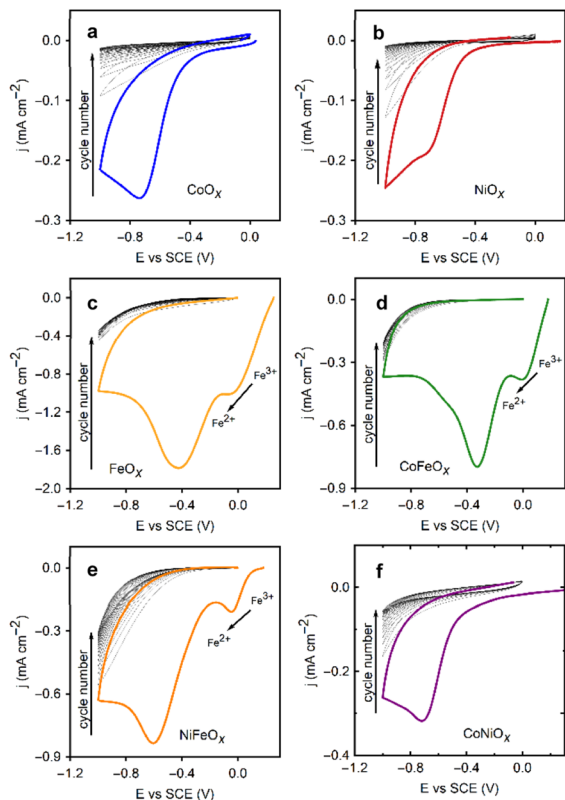 a
0.0
−0.1
−0.2
−0.3
j (mA cm⁻²)
cycle number
CoOx
−1.2 −0.8 −0.4 0.0
E vs SCE (V)
b
0.0
−0.1
−0.2
−0.3
j (mA cm⁻²)
cycle number
NiOx
−1.2 −0.8 −0.4 0.0
E vs SCE (V)
c
0.0
−0.4
−0.8
−1.2
−1.6
−2.0
j (mA cm⁻²)
cycle number
Fe³⁺
Fe²⁺
FeOx
−1.2 −0.8 −0.4 0.0
E vs SCE (V)
d
0.0
−0.3
−0.6
−0.9
j (mA cm⁻²)
cycle number
Fe³⁺
Fe²⁺
CoFeOx
−1.2 −0.8 −0.4 0.0
E vs SCE (V)
e
0.0
−0.3
−0.6
−0.9
j (mA cm⁻²)
cycle number
Fe³⁺
Fe²⁺
NiFeOx
−1.2 −0.8 −0.4 0.0
E vs SCE (V)
f
0.0
−0.2
−0.4
j (mA cm⁻²)
cycle number
CoNiOx
−1.2 −0.8 −0.4 0.0
E vs SCE (V)